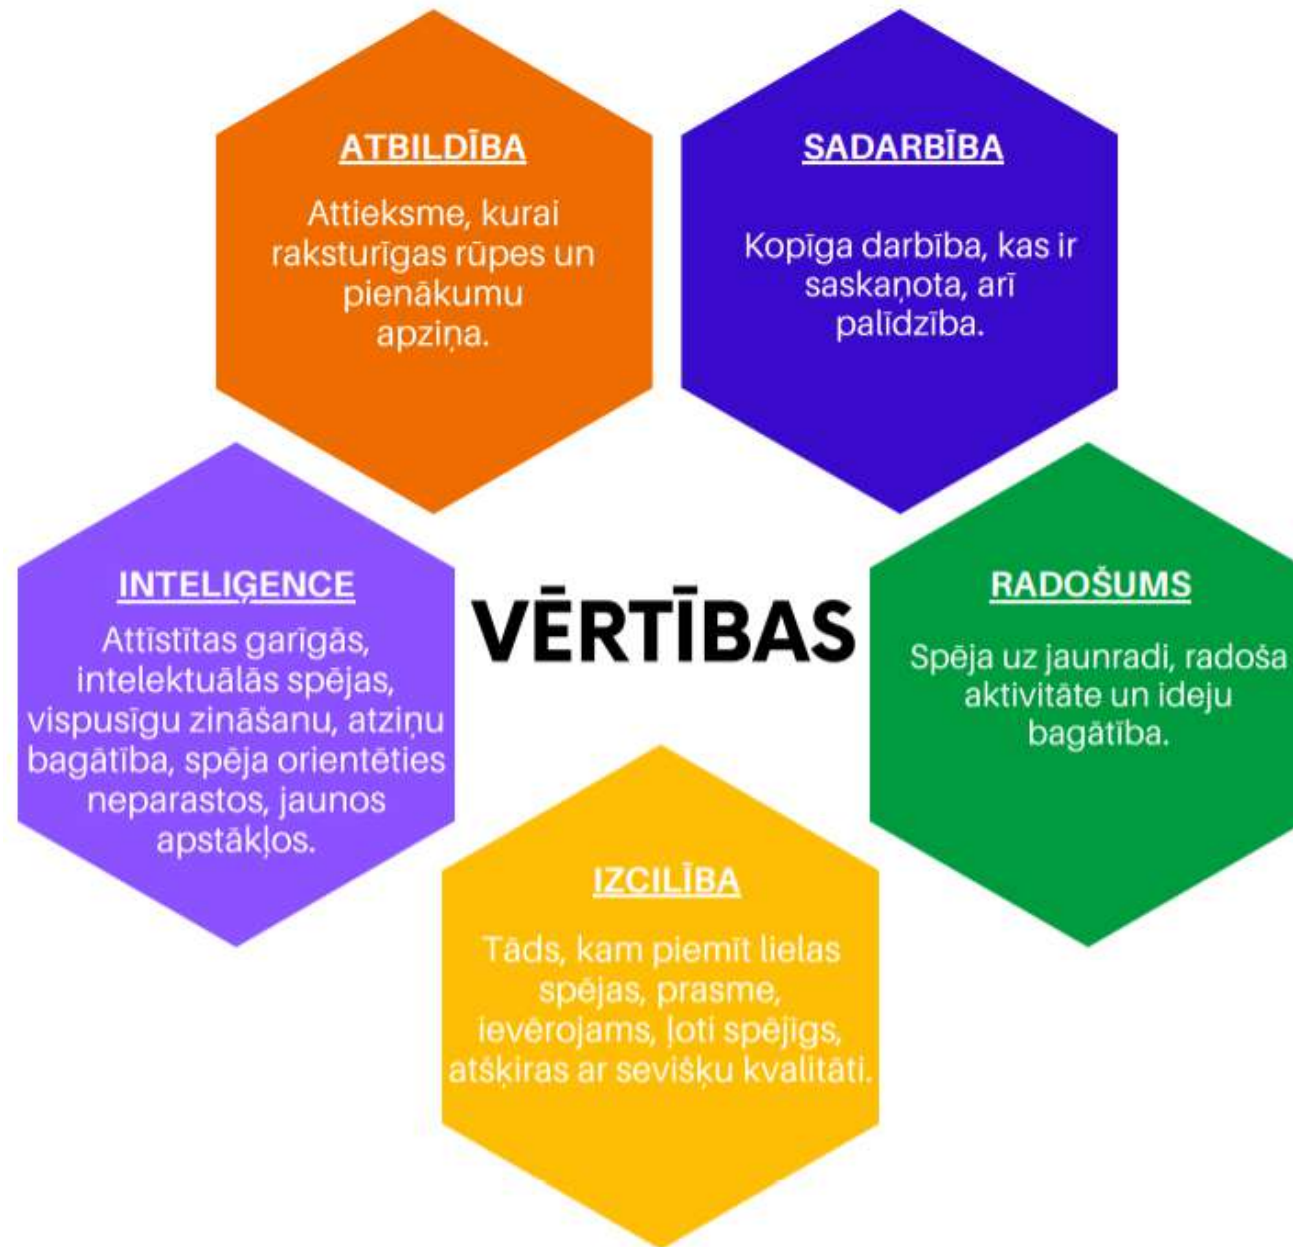 ATBILDĪBA
Attieksme, kurai
raksturīgas rūpes un
pienākumu
apziņa.
SADARBĪBA
Kopīga darbība, kas ir
saskaņota, arī
palīdzība.
INTELIĢENCE
Attīstītas garīgās,
intelektuālās spējas,
vispusīgu zināšanu, atziņu
bagātība, spēja orientēties
neparastos, jaunos
apstākļos.
VĒRTĪBAS
RADOŠUMS
Spēja uz jaunradi, radoša
aktivitāte un ideju
bagātība.
IZCILĪBA
Tāds, kam piemīt lielas
spējas, prasme,
ievērojams, ļoti spējīgs,
atšķiras ar sevišķu kvalitāti.